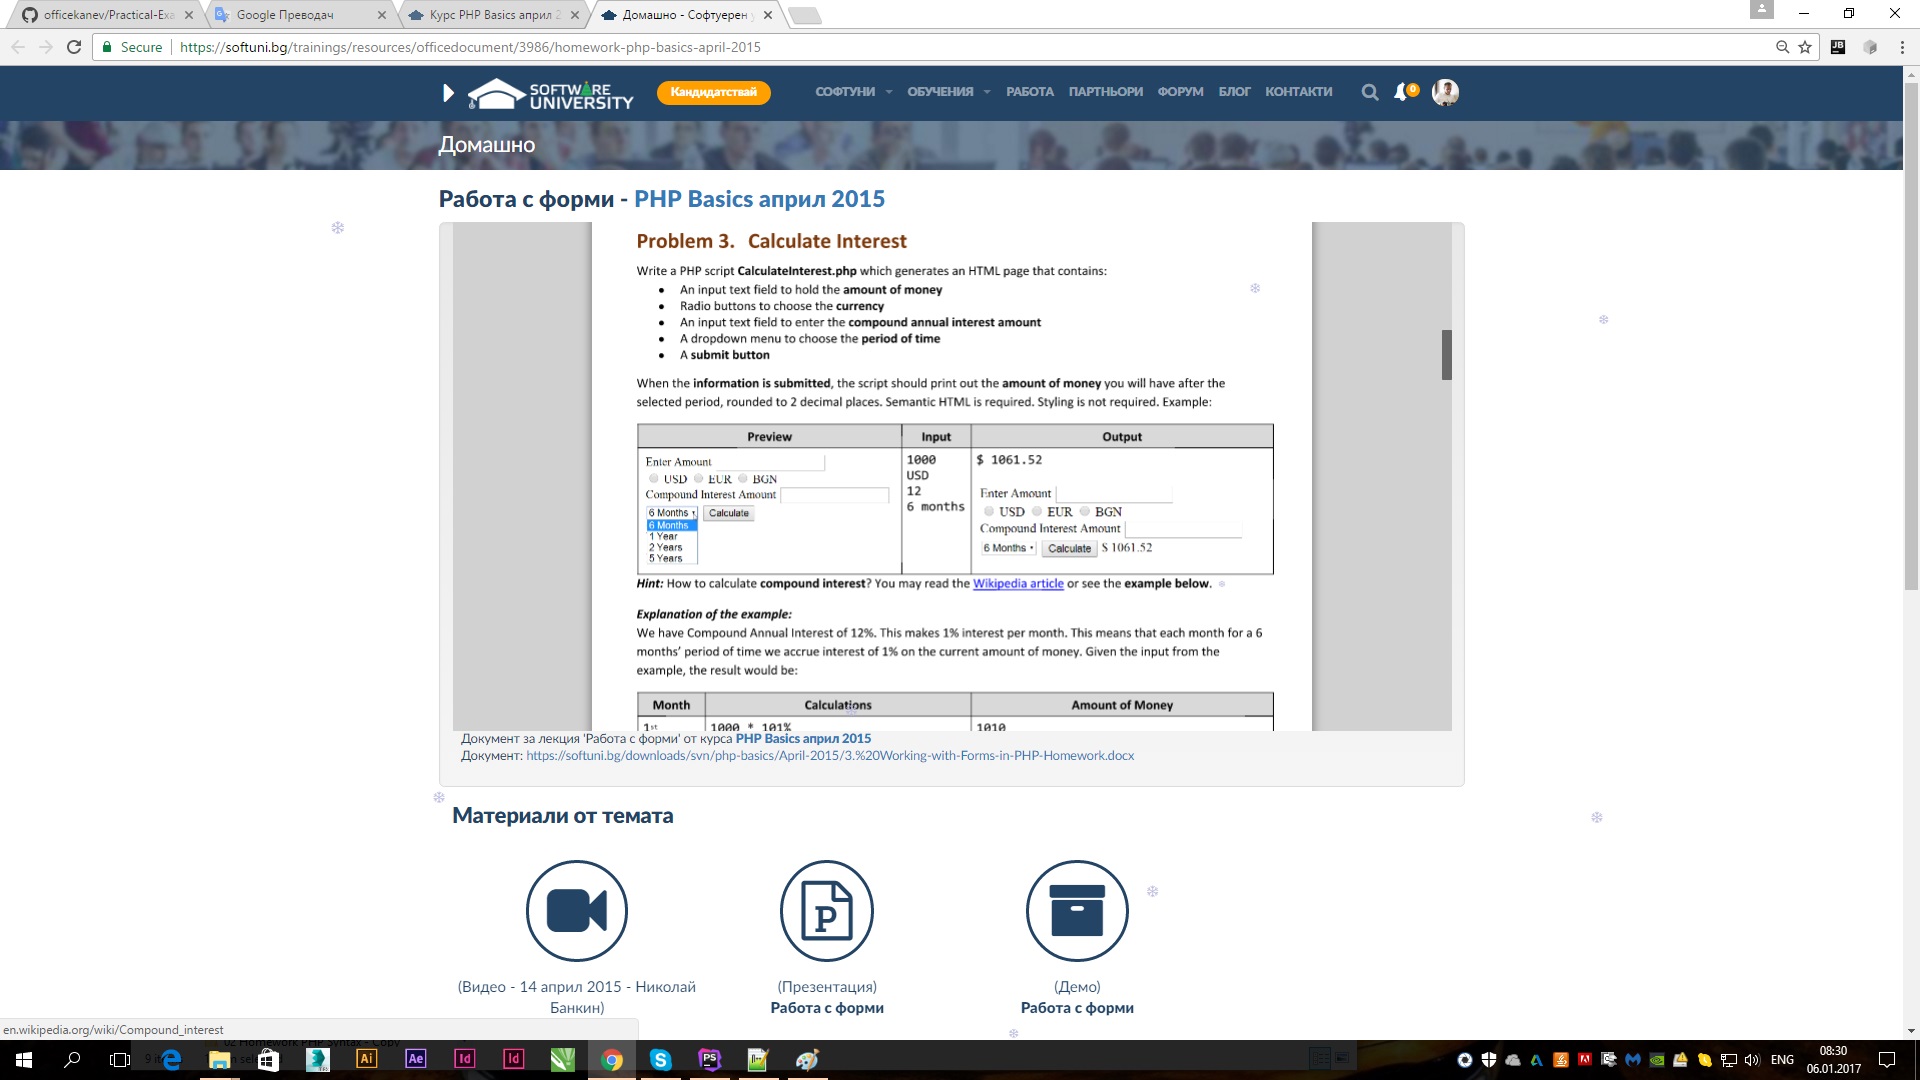 officekanev/Practical-Exa
Google Преводач
Курс PHP Basics април 2
Домашно - Софтуерен у
Secure https://softuni.bg/trainings/resources/officedocument/3986/homework-php-basics-april-2015
SOFTWARE
UNIVERSITY
Кандидатствай
СОФТУНИ ОБУЧЕНИЯ РАБОТА ПАРТНЬОРИ ФОРУМ БЛОГ КОНТАКТИ
0
Домашно
Работа с форми - PHP Basics април 2015
Problem 3. Calculate Interest
Write a PHP script CalculateInterest.php which generates an HTML page that contains:
• An input text field to hold the amount of money
• Radio buttons to choose the currency
• An input text field to enter the compound annual interest amount
• A dropdown menu to choose the period of time
• A submit button
When the information is submitted, the script should print out the amount of money you will have after the
selected period, rounded to 2 decimal places. Semantic HTML is required. Styling is not required. Example:
Preview Input Output
Enter Amount
USD EUR BGN
Compound Interest Amount
6 Months Calculate
6 Months
1 Year
2 Years
5 Years
1000
USD
12
6 months
$ 1061.52
Enter Amount
USD EUR BGN
Compound Interest Amount
6 Months Calculate $ 1061.52
Hint: How to calculate compound interest? You may read the Wikipedia article or see the example below.
Explanation of the example:
We have Compound Annual Interest of 12%. This makes 1% interest per month. This means that each month for a 6
months' period of time we accrue interest of 1% on the current amount of money. Given the input from the
example, the result would be:
Month Calculations Amount of Money
1st 1000 * 101% 1010
Документ за лекция 'Работа с форми' от курса PHP Basics април 2015
Документ: https://softuni.bg/downloads/svn/php-basics/April-2015/3.%20Working-with-Forms-in-PHP-Homework.docx
Материали от темата
P
(Видео - 14 април 2015 - Николай
Банкин)
(Презентация)
Работа с форми
(Демо)
Работа с форми
en.wikipedia.org/wiki/Compound_interest
02 Homework PHP Syntax - Copy
Ai Ae Id Id PS
ENG
08:30
06.01.2017